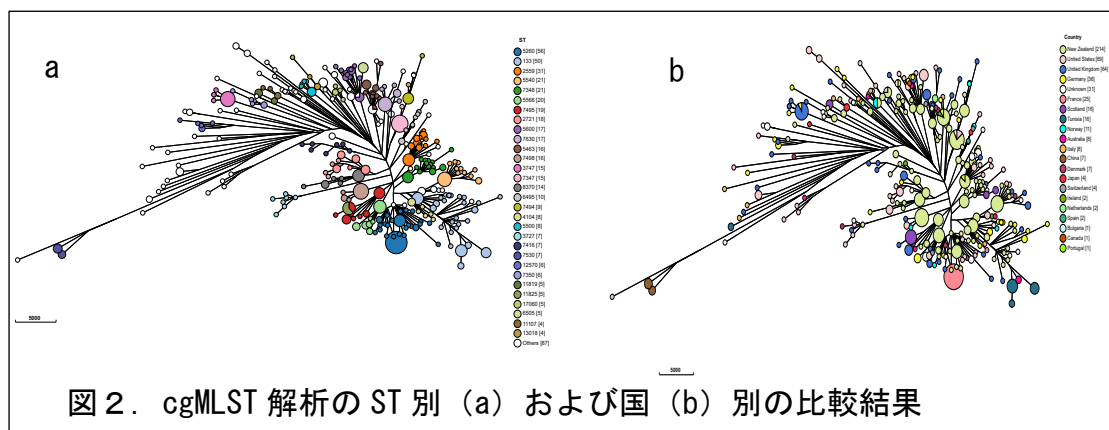 a
ST
5260 [56]
133 [50]
2559 [31]
5540 [21]
7348 [21]
5566 [20]
7495 [19]
2721 [18]
5600 [17]
7630 [17]
5463 [16]
7498 [16]
3747 [15]
7347 [15]
8370 [14]
6495 [10]
7494 [9]
4104 [8]
5500 [8]
3727 [7]
7416 [7]
7530 [7]
12570 [6]
7350 [6]
11819 [5]
11825 [5]
17080 [5]
6505 [5]
11107 [4]
13018 [4]
Others [87]
5000
b
Country
New Zealand [214]
United States [69]
United Kingdom [64]
Germany [36]
Unknown [31]
France [25]
Scotland [16]
Tunisia [16]
Norway [11]
Australia [8]
Italy [8]
China [7]
Denmark [7]
Japan [4]
Switzerland [4]
Ireland [2]
Netherlands [2]
Spain [2]
Bulgaria [1]
Canada [1]
Portugal [1]
5000
図２．cgMLST 解析の ST 別（a）および国（b）別の比較結果